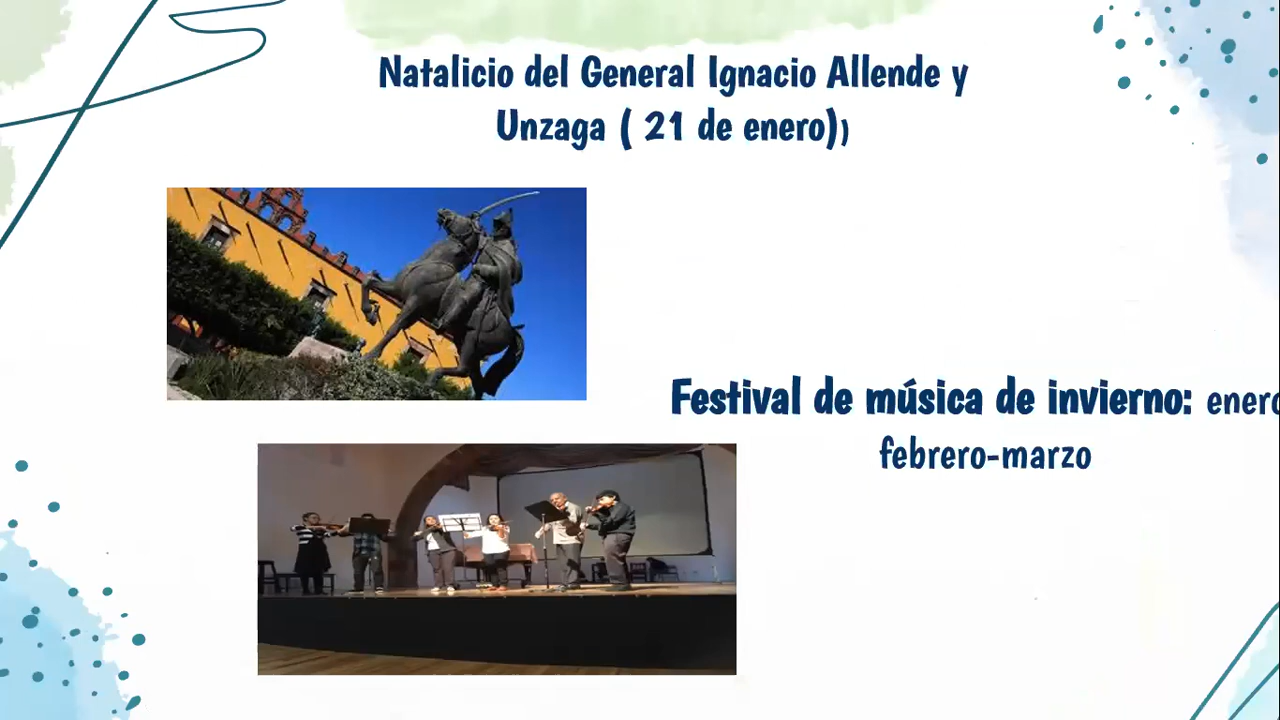 Natalicio del General Ignacio Allende y
Unzaga ( 21 de enero))
Festival de música de invierno: enero
febrero-marzo